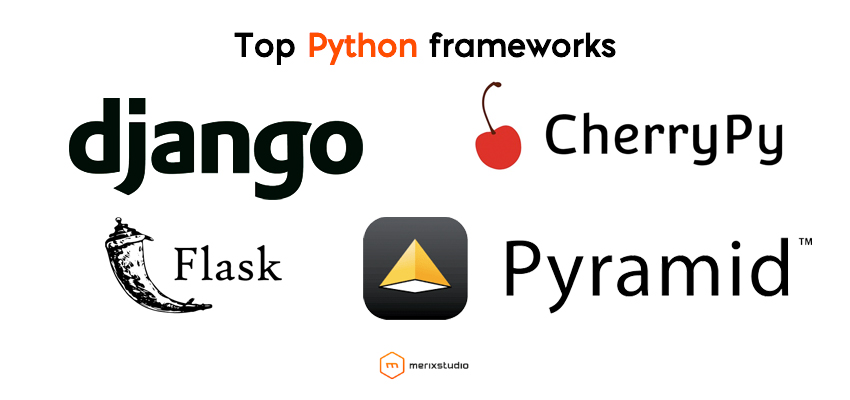 Top Python frameworks
django
CherryPy
Flask
Pyramid™
merixstudio